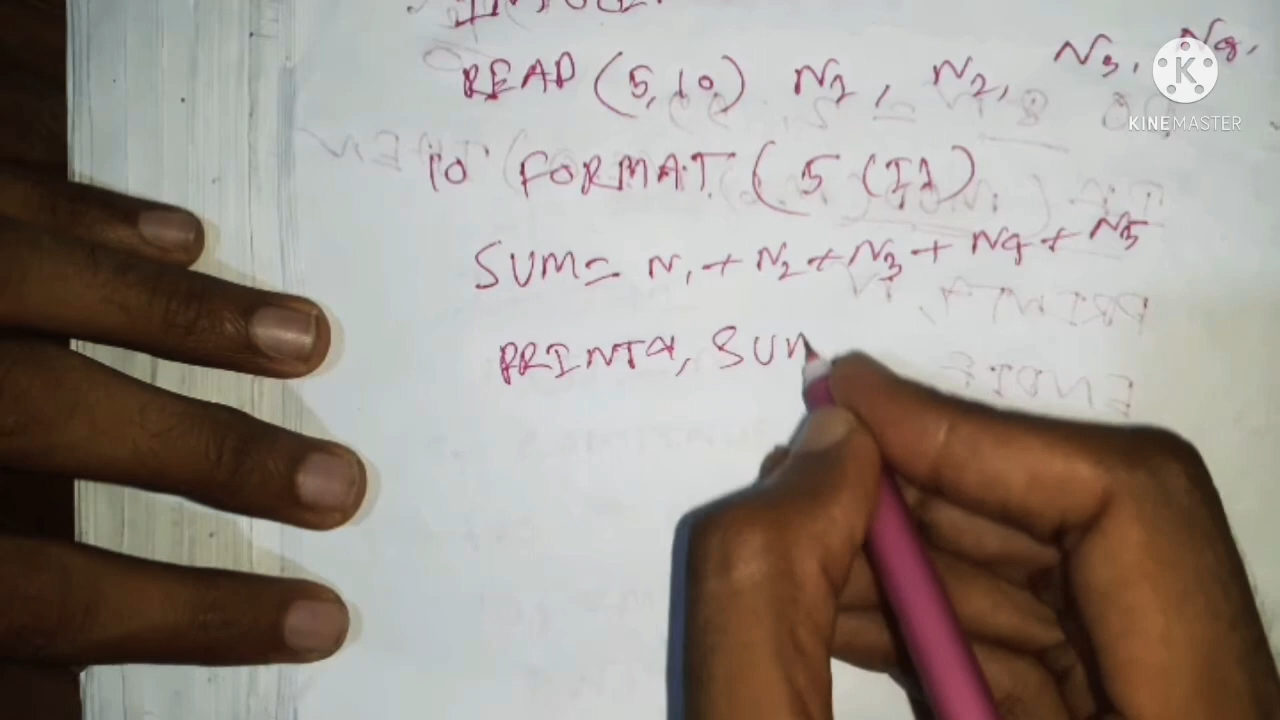 READ (5,10) N1, N2, N3, N4,
KINEMASTER
10 FORMAT (5 (I1)
SUM = N1 + N2 + N3 + N4 + N5
PRINT*, SUM